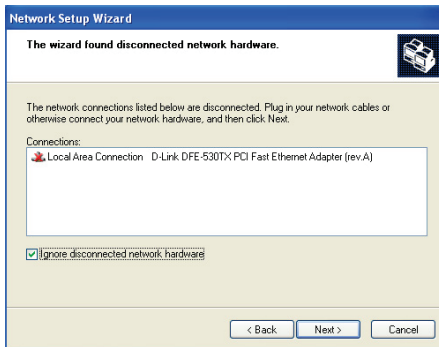 Network Setup Wizard
The wizard found disconnected network hardware.
The network connections listed below are disconnected. Plug in your network cables or
otherwise connect your network hardware, and then click Next.
Connections:
Local Area Connection D-Link DFE-530TX PCI Fast Ethernet Adapter (rev.A)
Ignore disconnected network hardware
< Back Next > Cancel